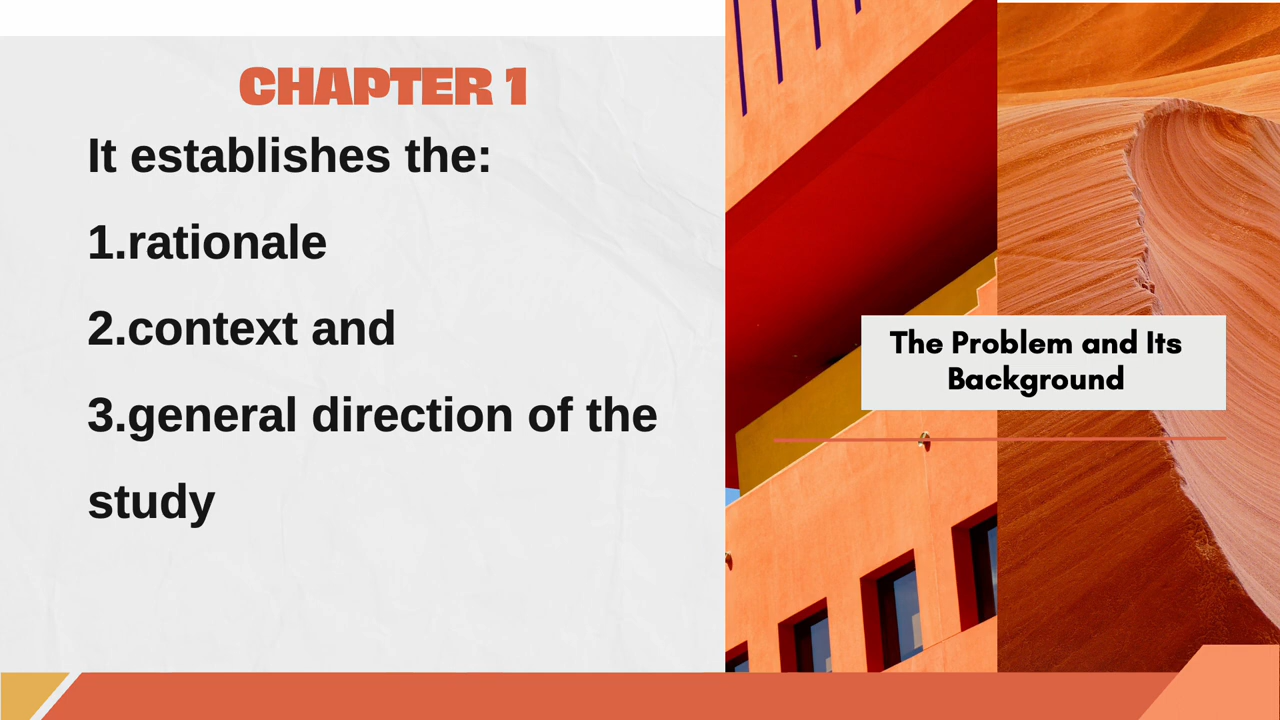 CHAPTER 1
It establishes the:
1.rationale
2.context and
3.general direction of the
study
The Problem and Its
Background